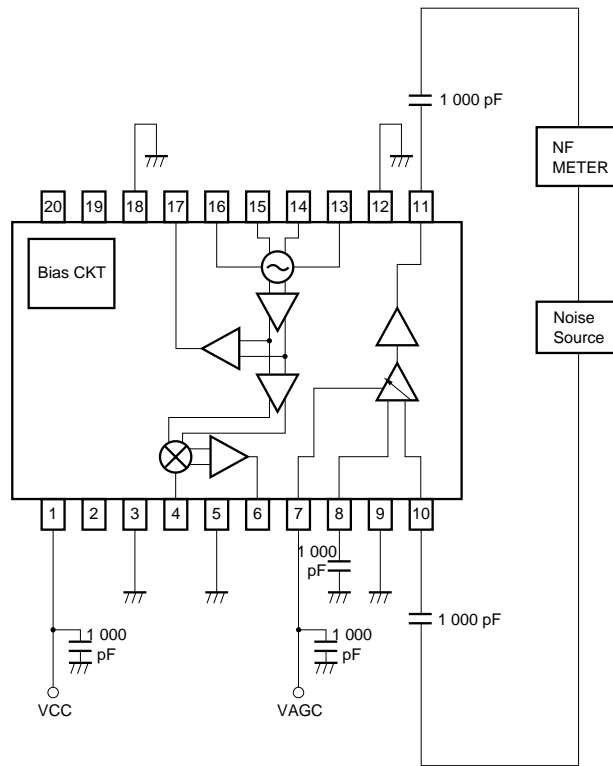 1 000 pF
NF
METER
20 19 18 17 16 15 14 13 12 11
Bias CKT
Noise
Source
1 2 3 4 5 6 7 8 9 10
1 000
pF
1 000 pF
1 000
pF
1 000
pF
VCC
VAGC